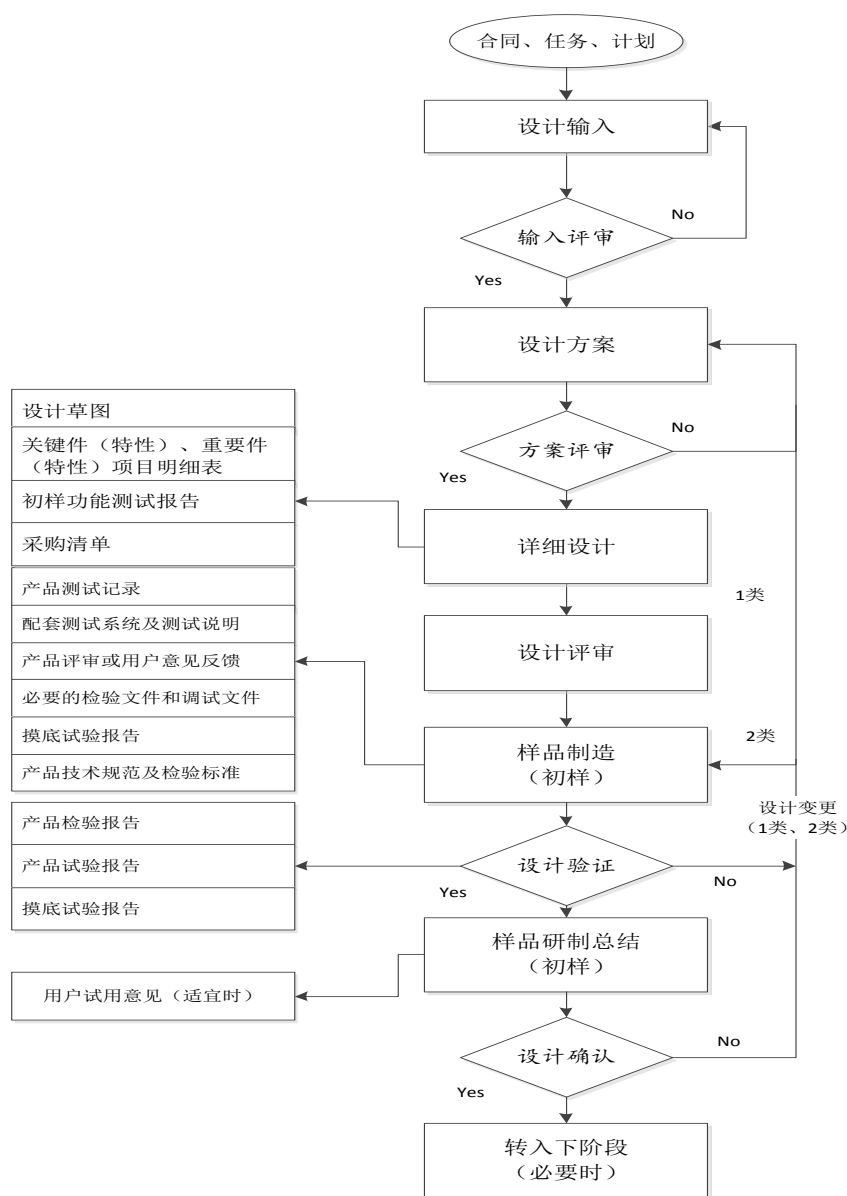 合同、任务、计划
设计输入
No
输入评审
Yes
设计方案
设计草图
关键件（特性）、重要件
（特性）项目明细表
初样功能测试报告
采购清单
No
方案评审
Yes
详细设计
产品测试记录
配套测试系统及测试说明
产品评审或用户意见反馈
必要的检验文件和调试文件
摸底试验报告
产品技术规范及检验标准
1类
设计评审
2类
样品制造
（初样）
设计变更
（1类、2类）
产品检验报告
产品试验报告
摸底试验报告
设计验证
Yes
No
样品研制总结
（初样）
用户试用意见（适宜时）
No
设计确认
Yes
转入下阶段
（必要时）